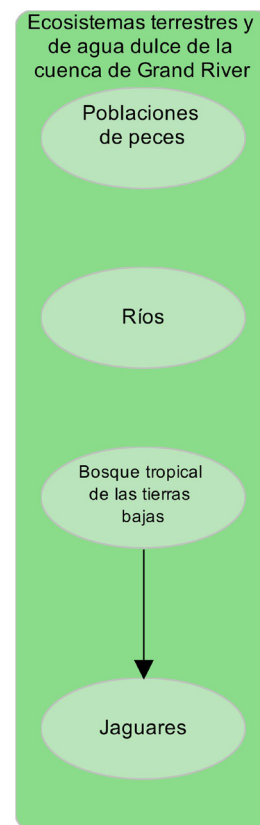 Ecosistemas terrestres y
de agua dulce de la
cuenca de Grand River
Poblaciones
de peces
Ríos
Bosque tropical
de las tierras
bajas
Jaguares